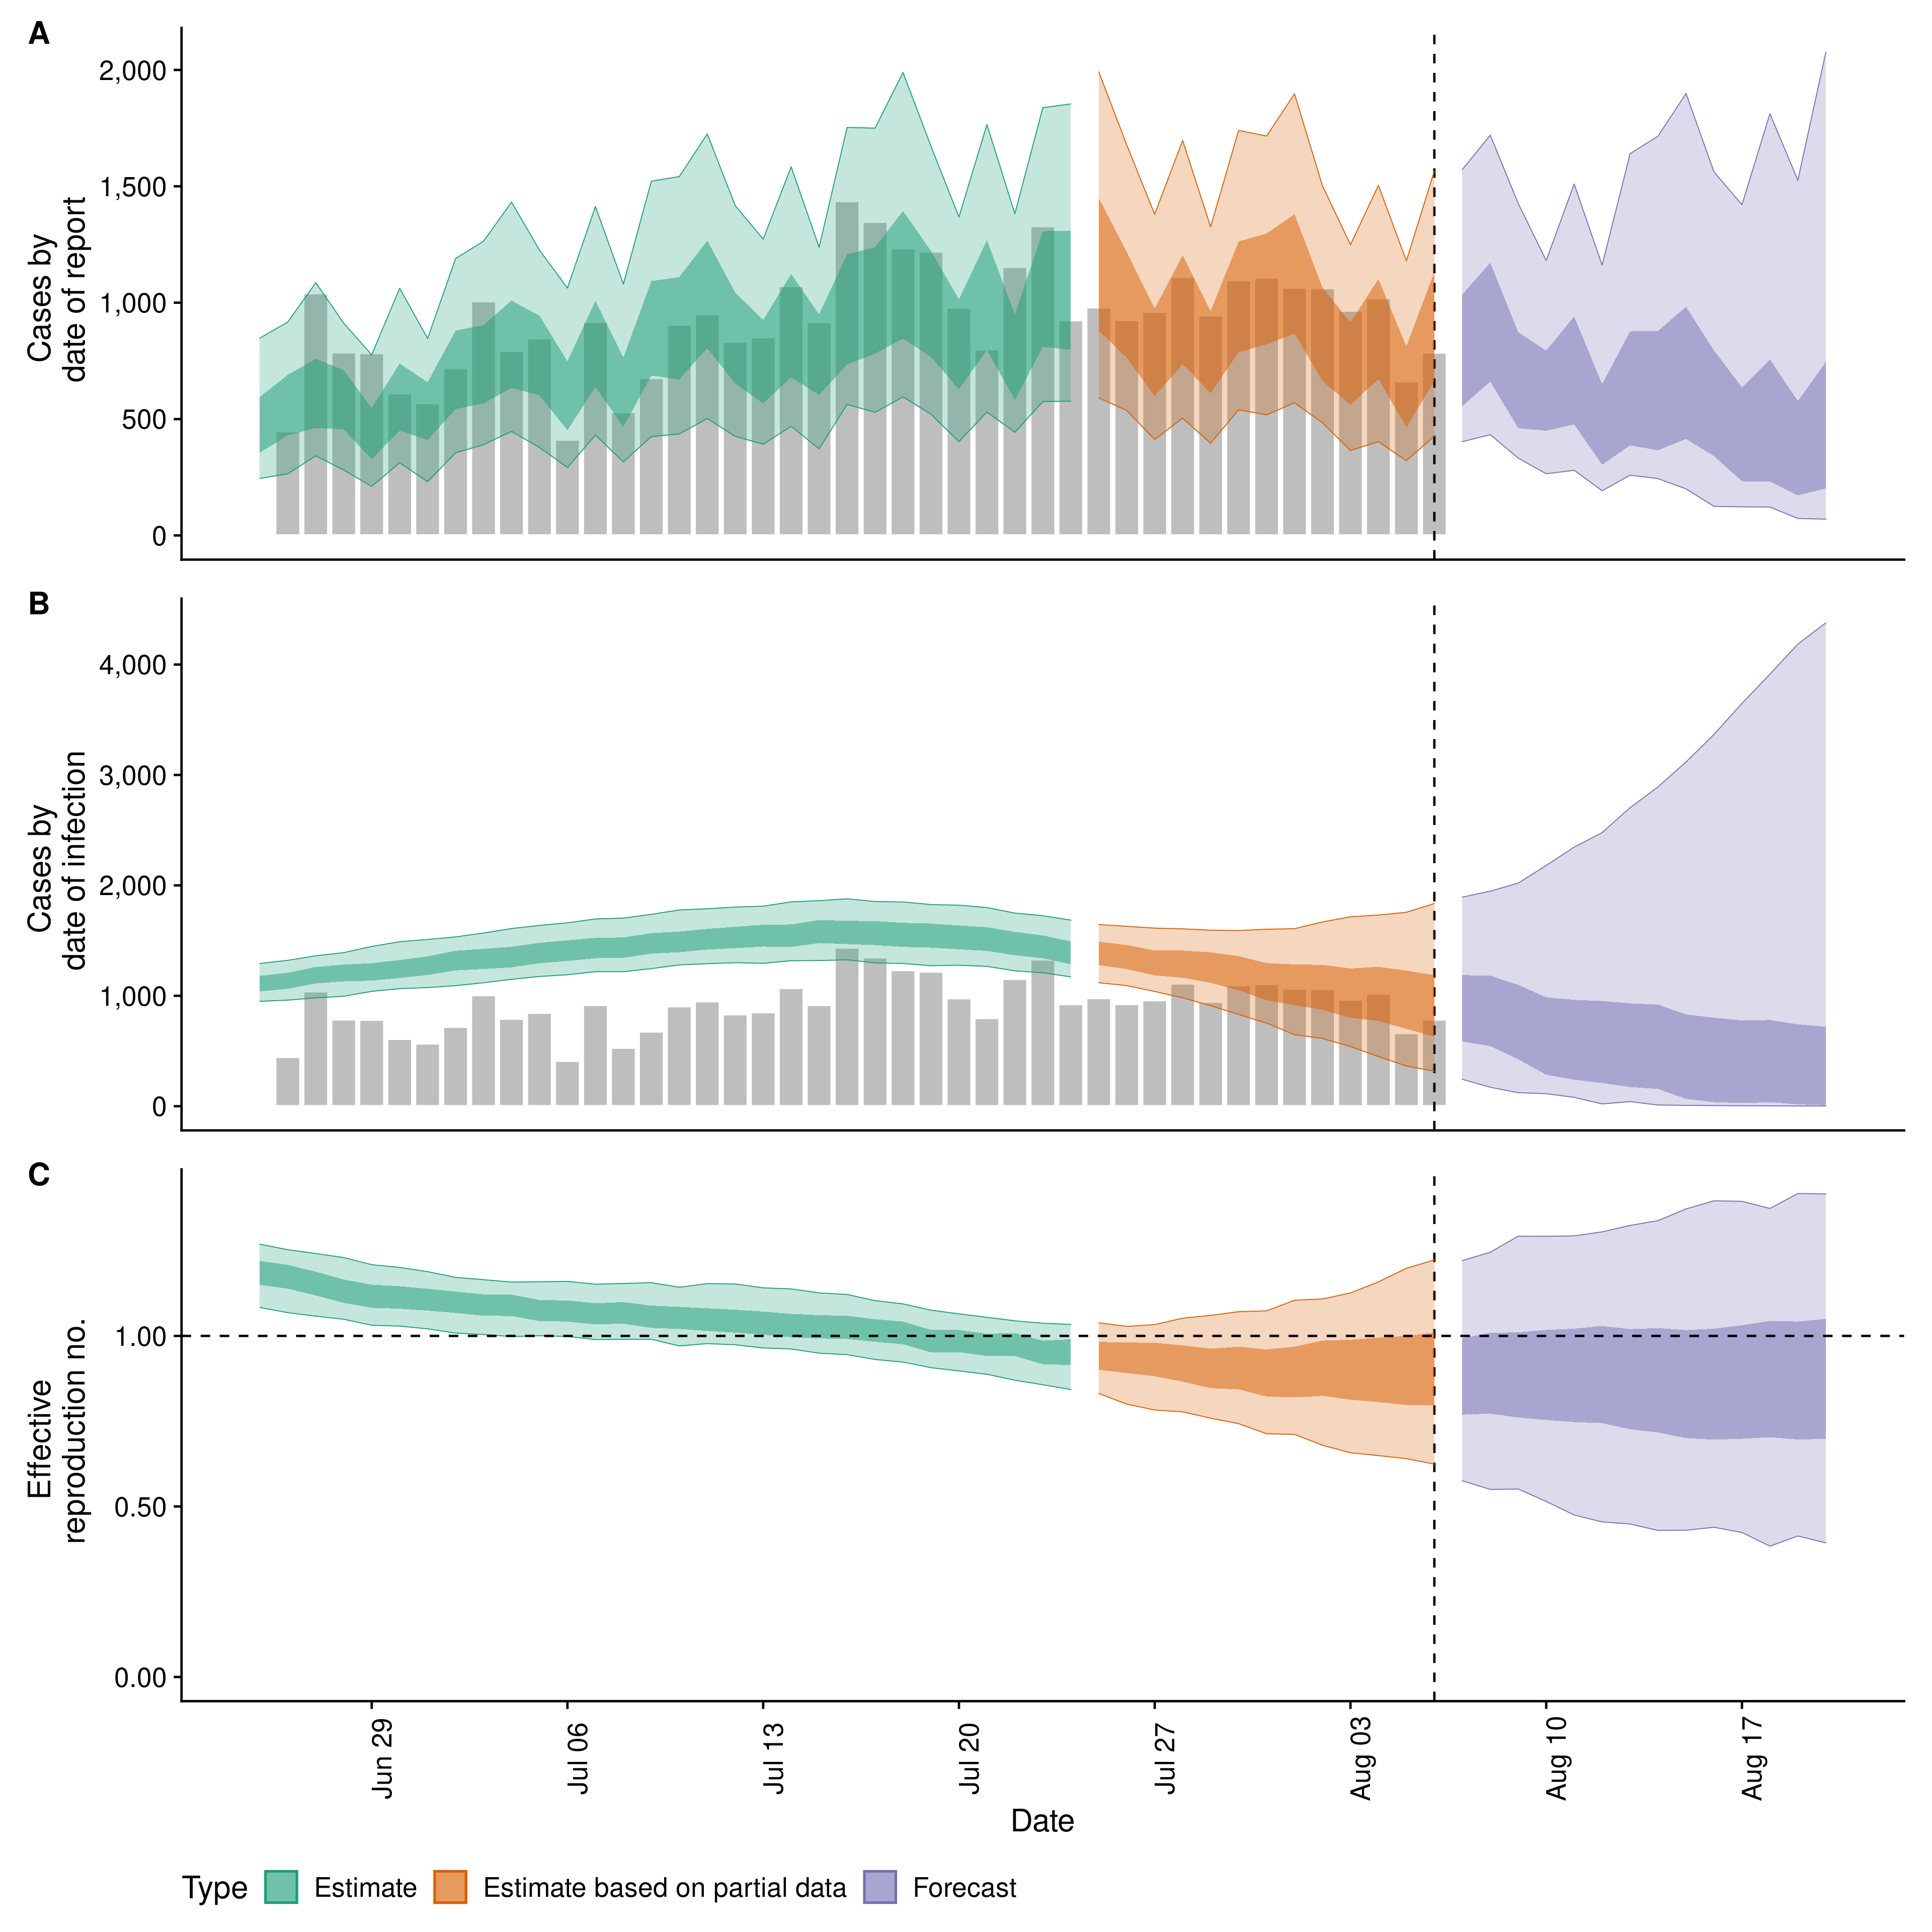 A
Cases by
date of report
2,000
1,500
1,000
500
0
B
Cases by
date of infection
4,000
3,000
2,000
1,000
0
C
Effective
reproduction no.
1.00
0.50
0.00
Jun 29
Jul 06
Jul 13
Jul 20
Jul 27
Aug 03
Aug 10
Aug 17
Date
Type
Estimate
Estimate based on partial data
Forecast